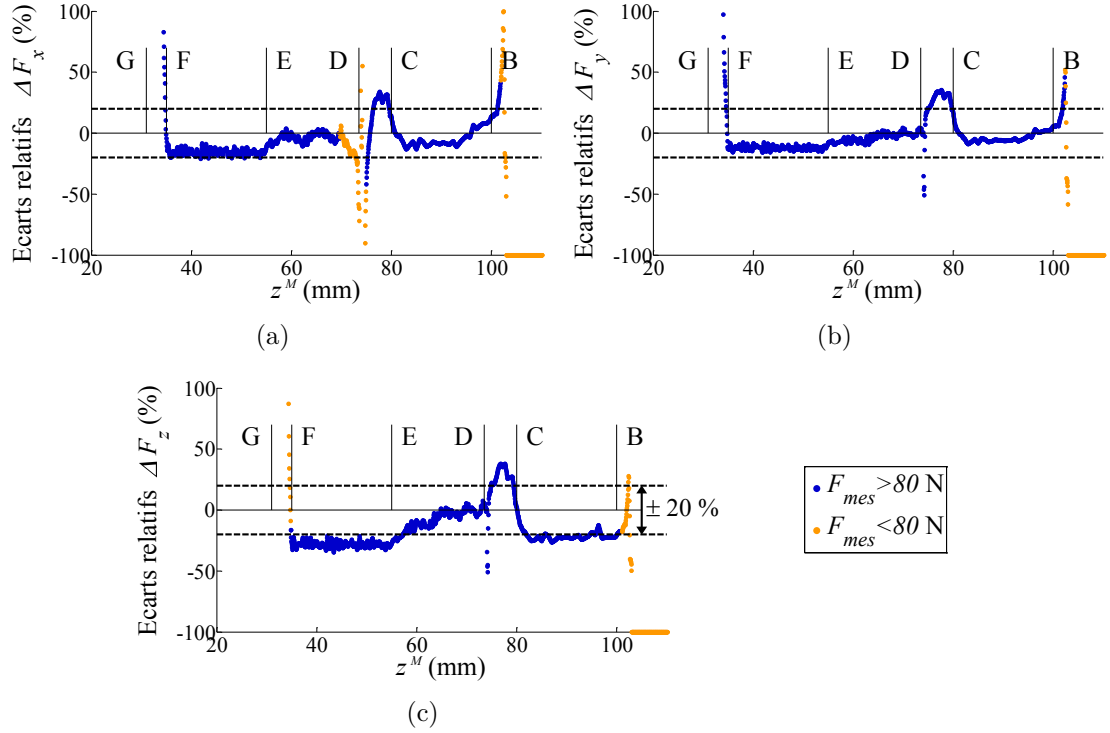 Ecarts relatifs ΔF_x (%)
100
50
0
-50
-100
G F E D C B
20 40 60 80 100
z^M (mm)
(a)
Ecarts relatifs ΔF_y (%)
100
50
0
-50
-100
G F E D C B
20 40 60 80 100
z^M (mm)
(b)
Ecarts relatifs ΔF_z (%)
100
50
0
-50
-100
G F E D C B
± 20 %
20 40 60 80 100
z^M (mm)
(c)
F_mes >80 N
F_mes <80 N